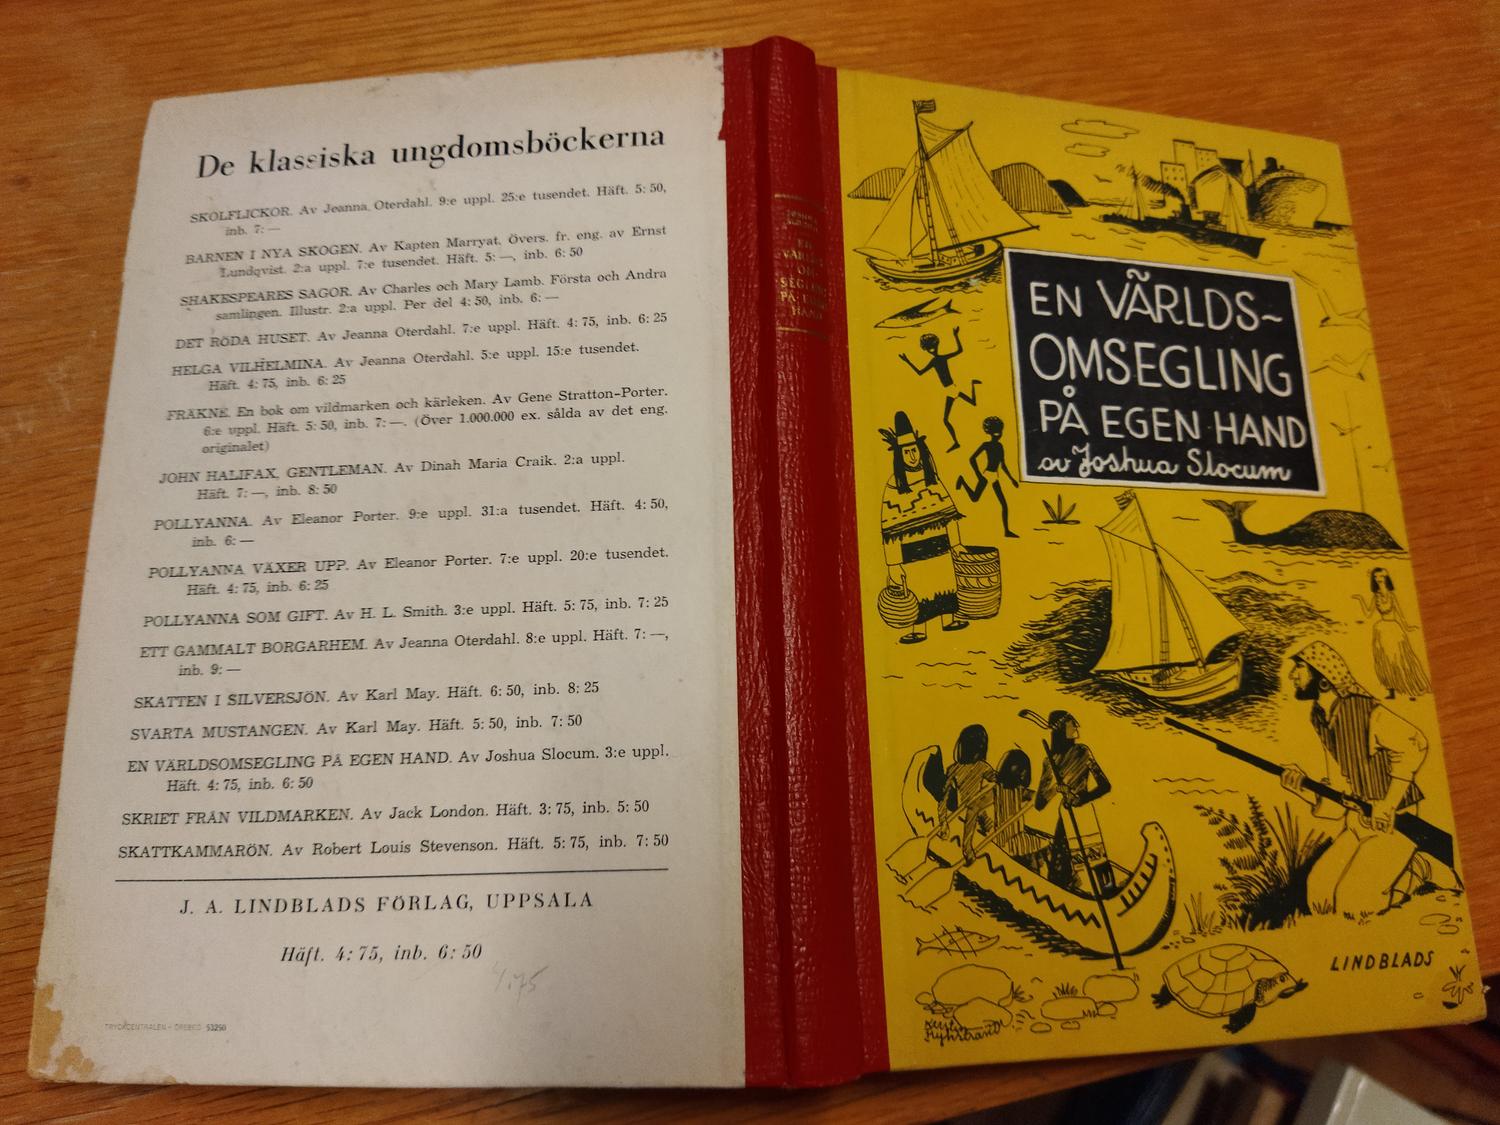 De klassiska ungdomsböckerna
SKOLFLICKOR. Av Jeanna Oterdahl. 9:e uppl. 25:e tusendet. Häft. 5: 50,
inb. 7: —
BARNEN I NYA SKOGEN. Av Kapten Marryat. Övers. fr. eng. av Ernst
Lundqvist. 2:a uppl. 7:e tusendet. Häft. 5: —, inb. 6: 50
SHAKESPEARES SAGOR. Av Charles och Mary Lamb. Första och Andra
samlingen. Illustr. 2:a uppl. Per del 4: 50, inb. 6: —
DET RÖDA HUSET. Av Jeanna Oterdahl. 7:e uppl. Häft. 4: 75, inb. 6: 25
HELGA VILHELMINA. Av Jeanna Oterdahl. 5:e uppl. 15:e tusendet.
Häft. 4: 75, inb. 6: 25
FRÄKNE. En bok om vildmarken och kärleken. Av Gene Stratton-Porter.
6:e uppl. Häft. 5: 50, inb. 7: —. (Över 1.000.000 ex. sålda av det eng.
originalet)
JOHN HALIFAX, GENTLEMAN. Av Dinah Maria Craik. 2:a uppl.
Häft. 7: —, inb. 8: 50
POLLYANNA. Av Eleanor Porter. 9:e uppl. 31:a tusendet. Häft. 4: 50,
inb. 6: —
POLLYANNA VÄXER UPP. Av Eleanor Porter. 7:e uppl. 20:e tusendet.
Häft. 4: 75, inb. 6: 25
POLLYANNA SOM GIFT. Av H. L. Smith. 3:e uppl. Häft. 5: 75, inb. 7: 25
ETT GAMMALT BORGARHEM. Av Jeanna Oterdahl. 8:e uppl. Häft. 7: —,
inb. 9: —
SKATTEN I SILVERSJÖN. Av Karl May. Häft. 6: 50, inb. 8: 25
SVARTA MUSTANGEN. Av Karl May. Häft. 5: 50, inb. 7: 50
EN VÄRLDSOMSEGLING PÅ EGEN HAND. Av Joshua Slocum. 3:e uppl.
Häft. 4: 75, inb. 6: 50
SKRIET FRÅN VILDMARKEN. Av Jack London. Häft. 3: 75, inb. 5: 50
SKATTKAMMARÖN. Av Robert Louis Stevenson. Häft. 5: 75, inb. 7: 50
J. A. LINDBLADS FÖRLAG, UPPSALA
Häft. 4: 75, inb. 6: 50
4.75
TRYCKCENTRALEN - ÖREBRO 53250
JOSHUA
SLOCUM
EN
VÄRLDS
OM-
SEGLING
PÅ EGEN
HAND
EN VÄRLDS~
OMSEGLING
PÅ EGEN HAND
av Joshua Slocum
LINDBLADS